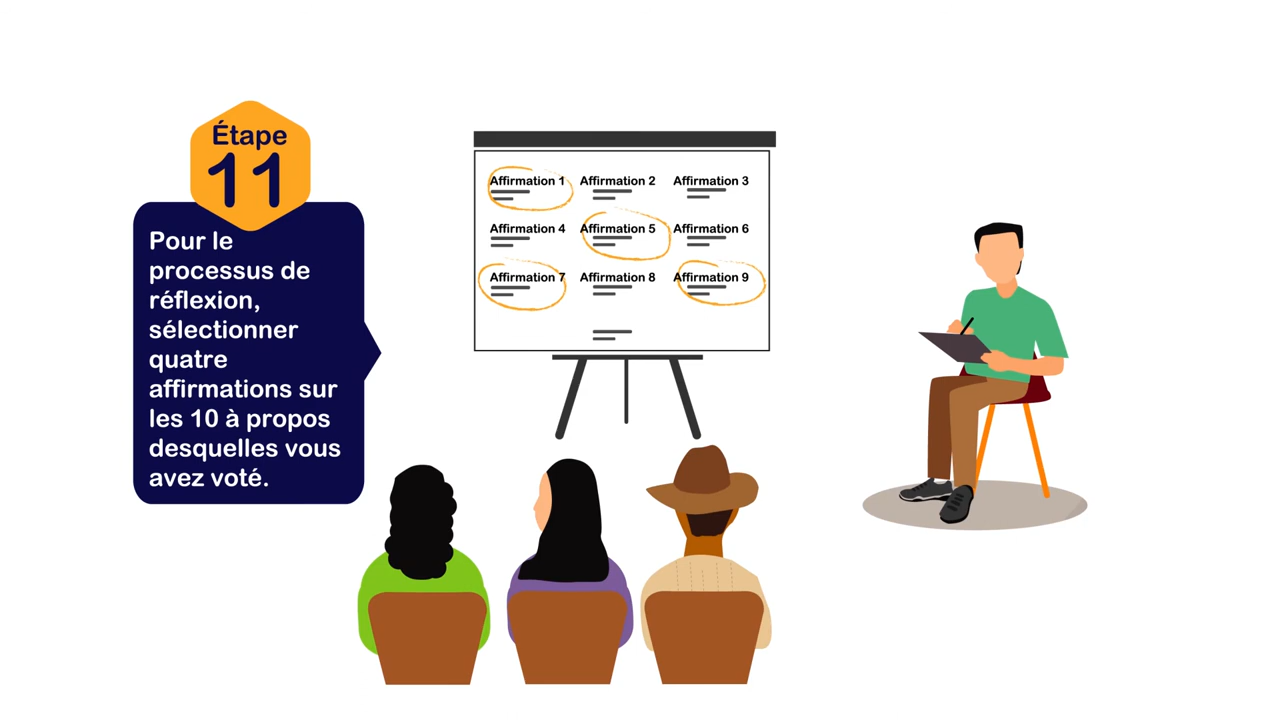 Étape
11
Pour le
processus de
réflexion,
sélectionner
quatre
affirmations sur
les 10 à propos
desquelles vous
avez voté.
Affirmation 1 Affirmation 2 Affirmation 3
Affirmation 4 Affirmation 5 Affirmation 6
Affirmation 7 Affirmation 8 Affirmation 9